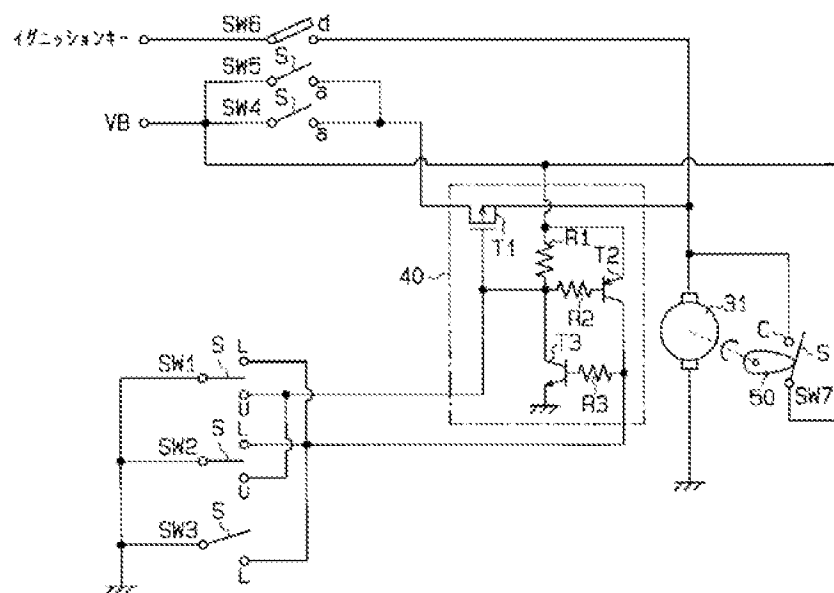 SW6 d
イグニッションキー
SW5 S
a
SW4 S
VB
a
T1 R1 T2
40
R2
31
T3
C S
R3
50
SW7
S L
SW1
U
L
S
SW2
U
S
SW3
L